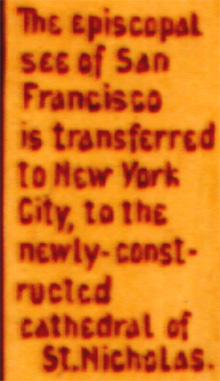 The episcopal
see of San
Francisco
is transferred
to New York
City, to the
newly-const-
ructed
cathedral of
St.Nicholas.